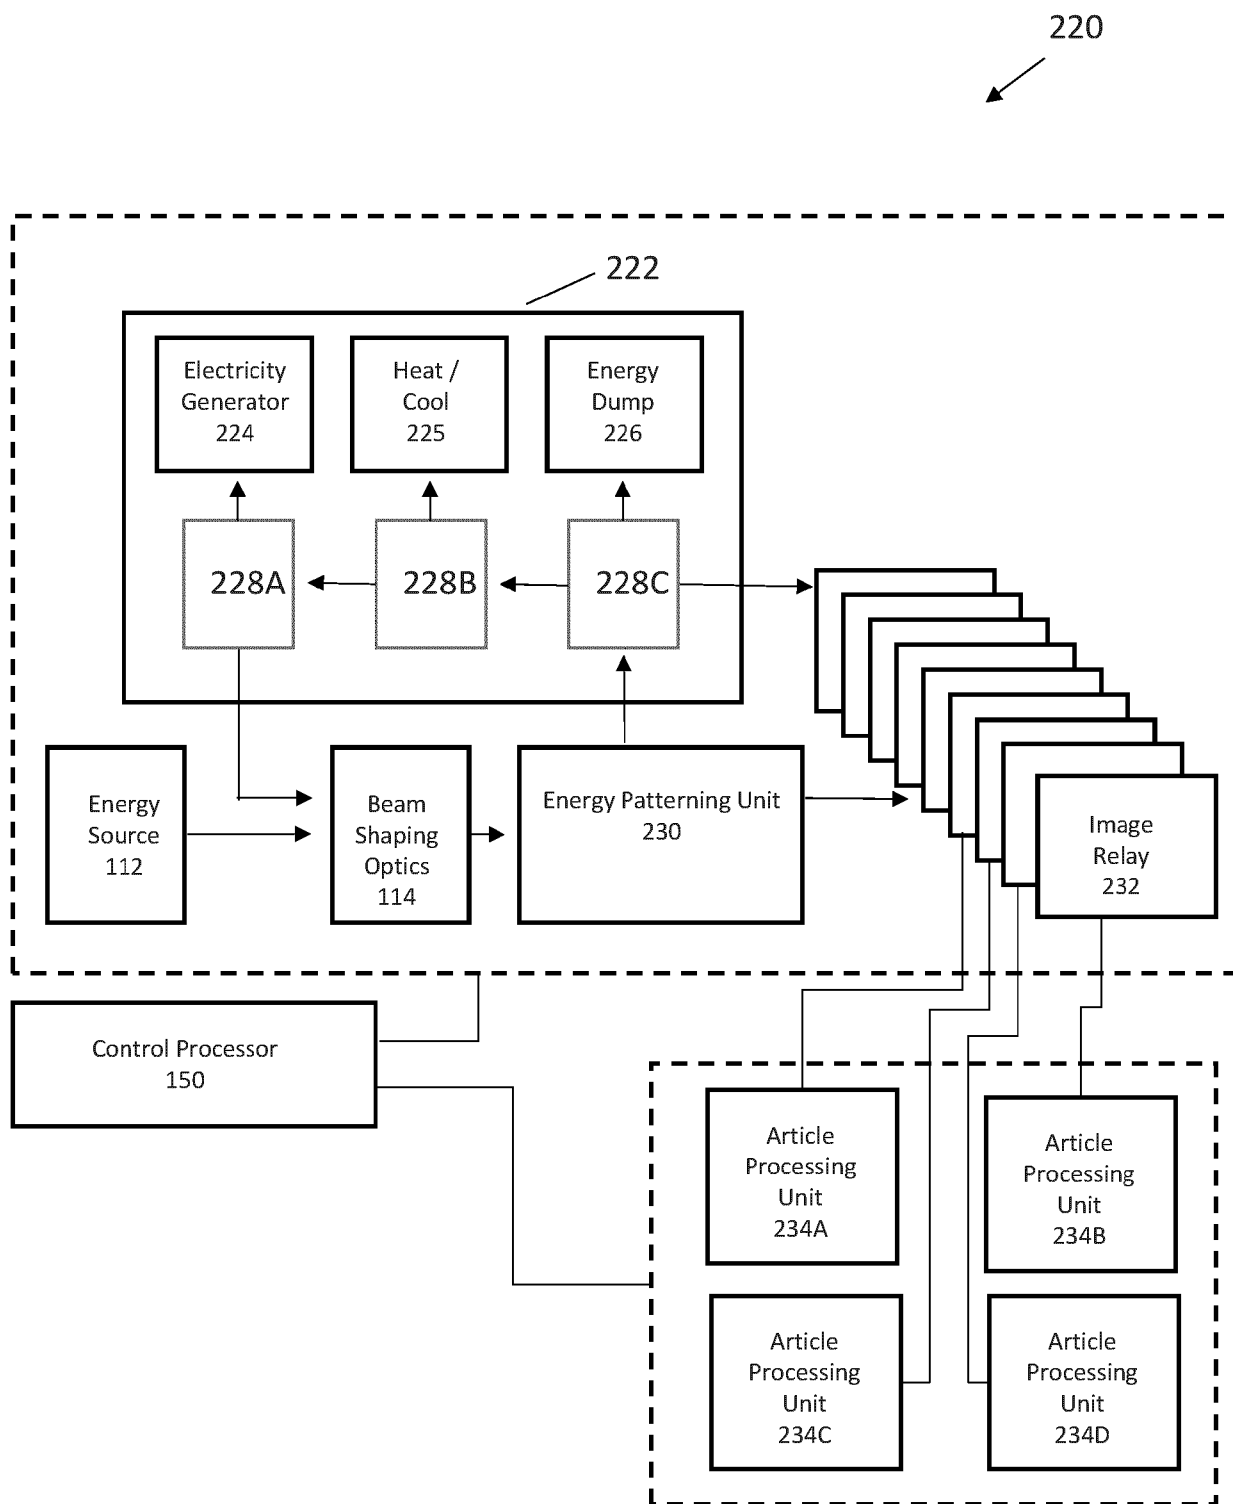 220
222
Electricity
Generator
224
Heat /
Cool
225
Energy
Dump
226
228A
228B
228C
Energy
Source
112
Beam
Shaping
Optics
114
Energy Patterning Unit
230
Image
Relay
232
Control Processor
150
Article
Processing
Unit
234A
Article
Processing
Unit
234B
Article
Processing
Unit
234C
Article
Processing
Unit
234D